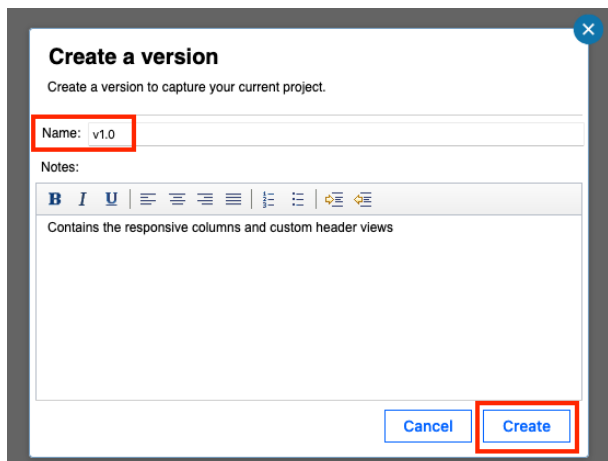 Create a version
Create a version to capture your current project.
Name: v1.0
Notes:
B I U
Contains the responsive columns and custom header views
Cancel Create